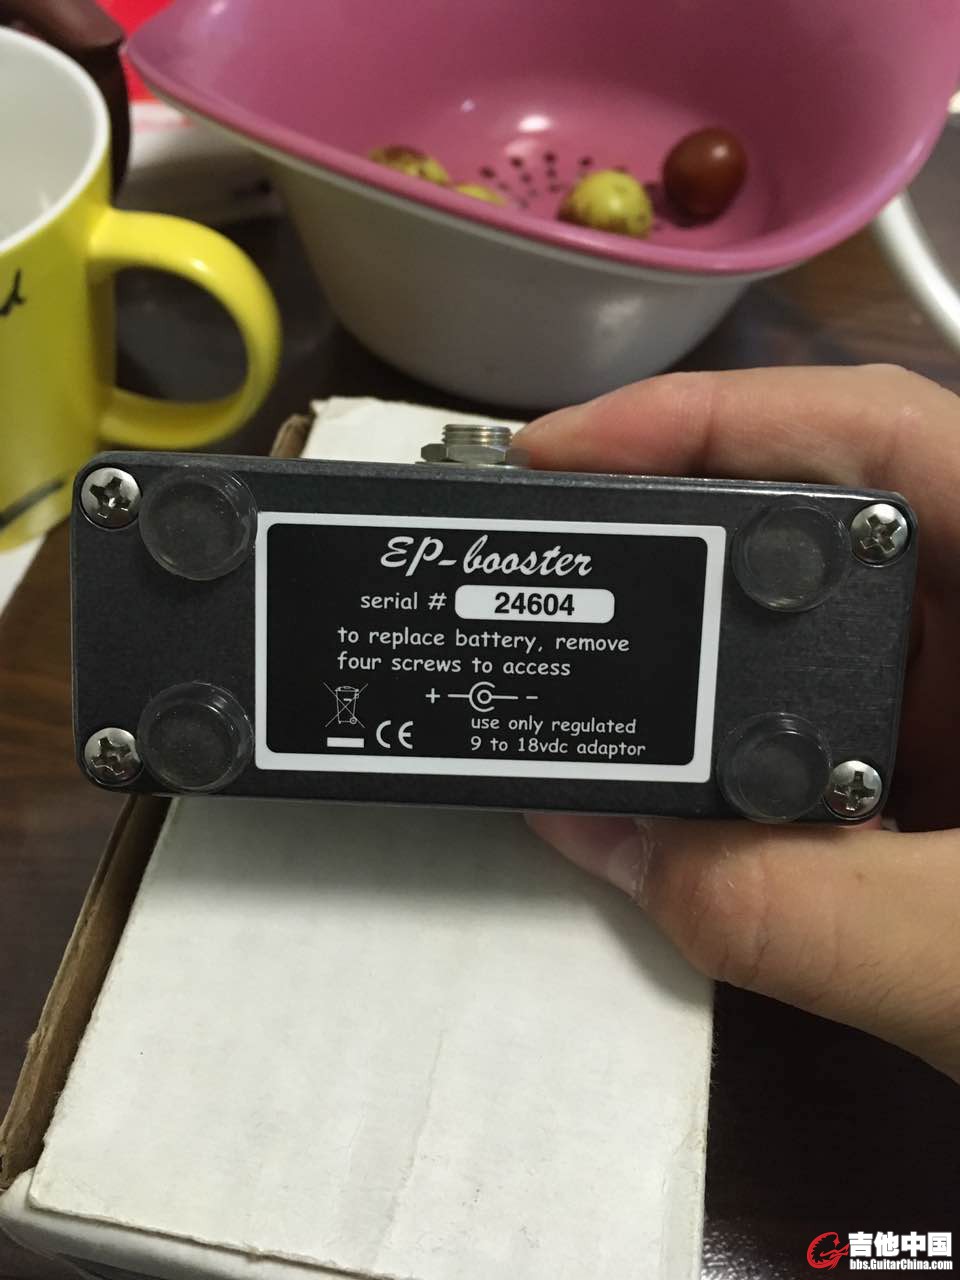 EP-booster
serial # 24604
to replace battery, remove
four screws to access
+ -
use only regulated
9 to 18vdc adaptor
CE
吉他中国
bbs.GuitarChina.com